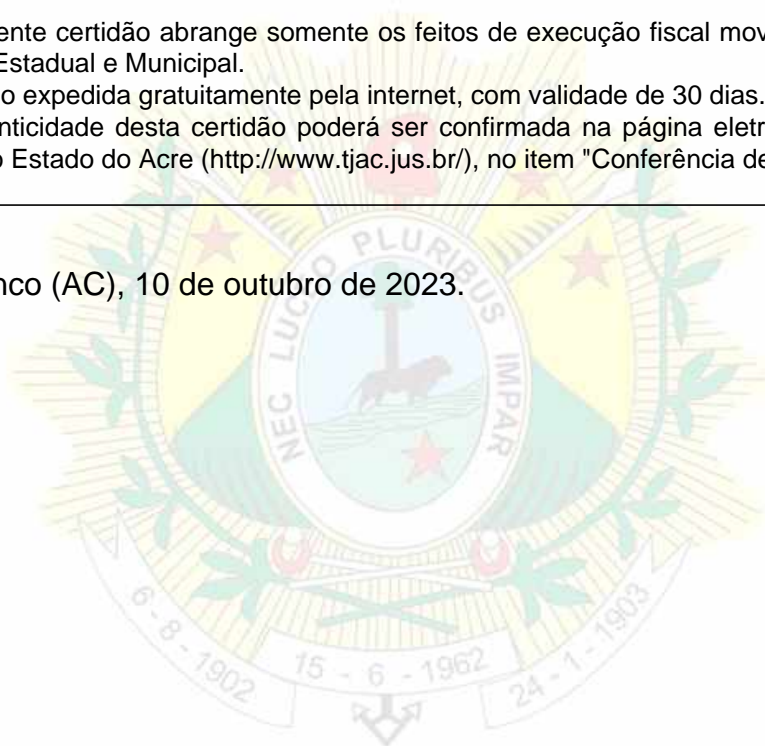 ente certidão abrange somente os feitos de execução fiscal mov
Estadual e Municipal.
o expedida gratuitamente pela internet, com validade de 30 dias.
nticidade desta certidão poderá ser confirmada na página eletr
o Estado do Acre (http://www.tjac.jus.br/), no item "Conferência de
nco (AC), 10 de outubro de 2023.
NEC LUCEO PLURIBUS IMPAR
6 - 8 - 1902
15 - 6 - 1962
24 - 1 - 1903